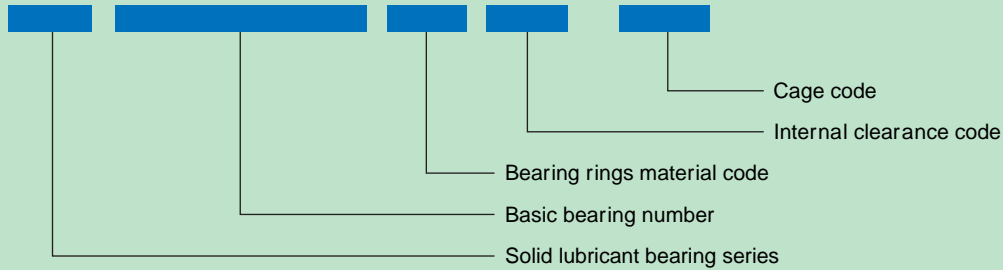 Cage code
Internal clearance code
Bearing rings material code
Basic bearing number
Solid lubricant bearing series